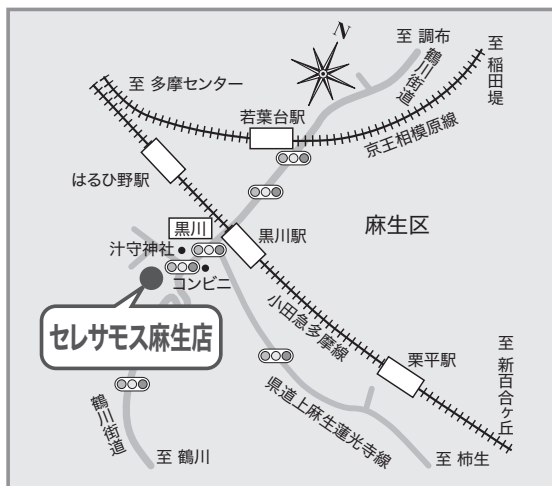 N
至 調布
鶴川街道
至 稲田堤
至 多摩センター
若葉台駅
京王相模原線
はるひ野駅
黒川
黒川駅
麻生区
汁守神社
コンビニ
セレサモス麻生店
小田急多摩線
栗平駅
至 新百合ヶ丘
県道上麻生蓮光寺線
鶴川街道
至 鶴川
至 柿生